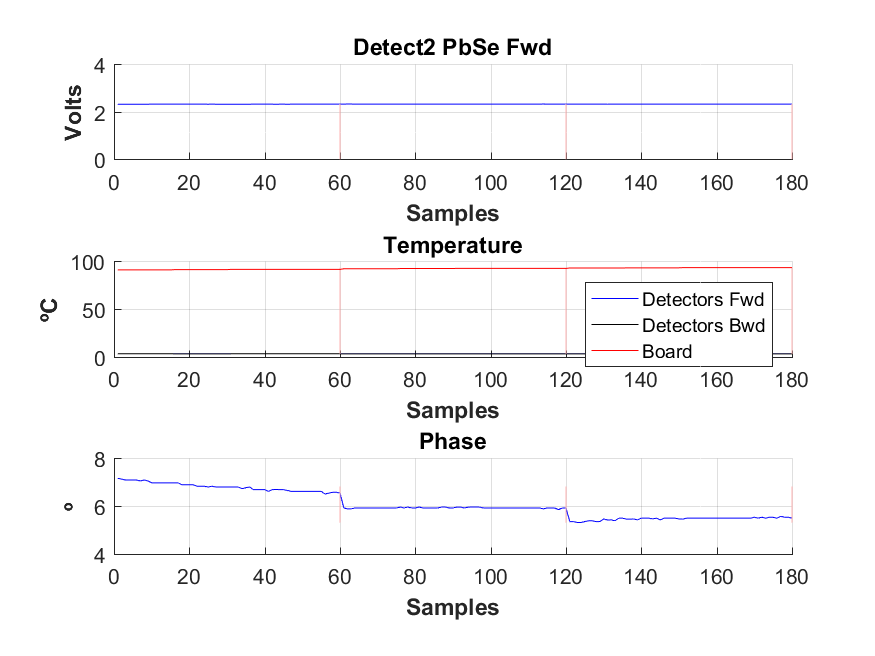 Detect2 PbSe Fwd
4
2
0
Volts
0 20 40 60 80 100 120 140 160 180
Samples
Temperature
100
50
0
ºC
Detectors Fwd
Detectors Bwd
Board
0 20 40 60 80 100 120 140 160 180
Samples
Phase
8
6
4
º
0 20 40 60 80 100 120 140 160 180
Samples